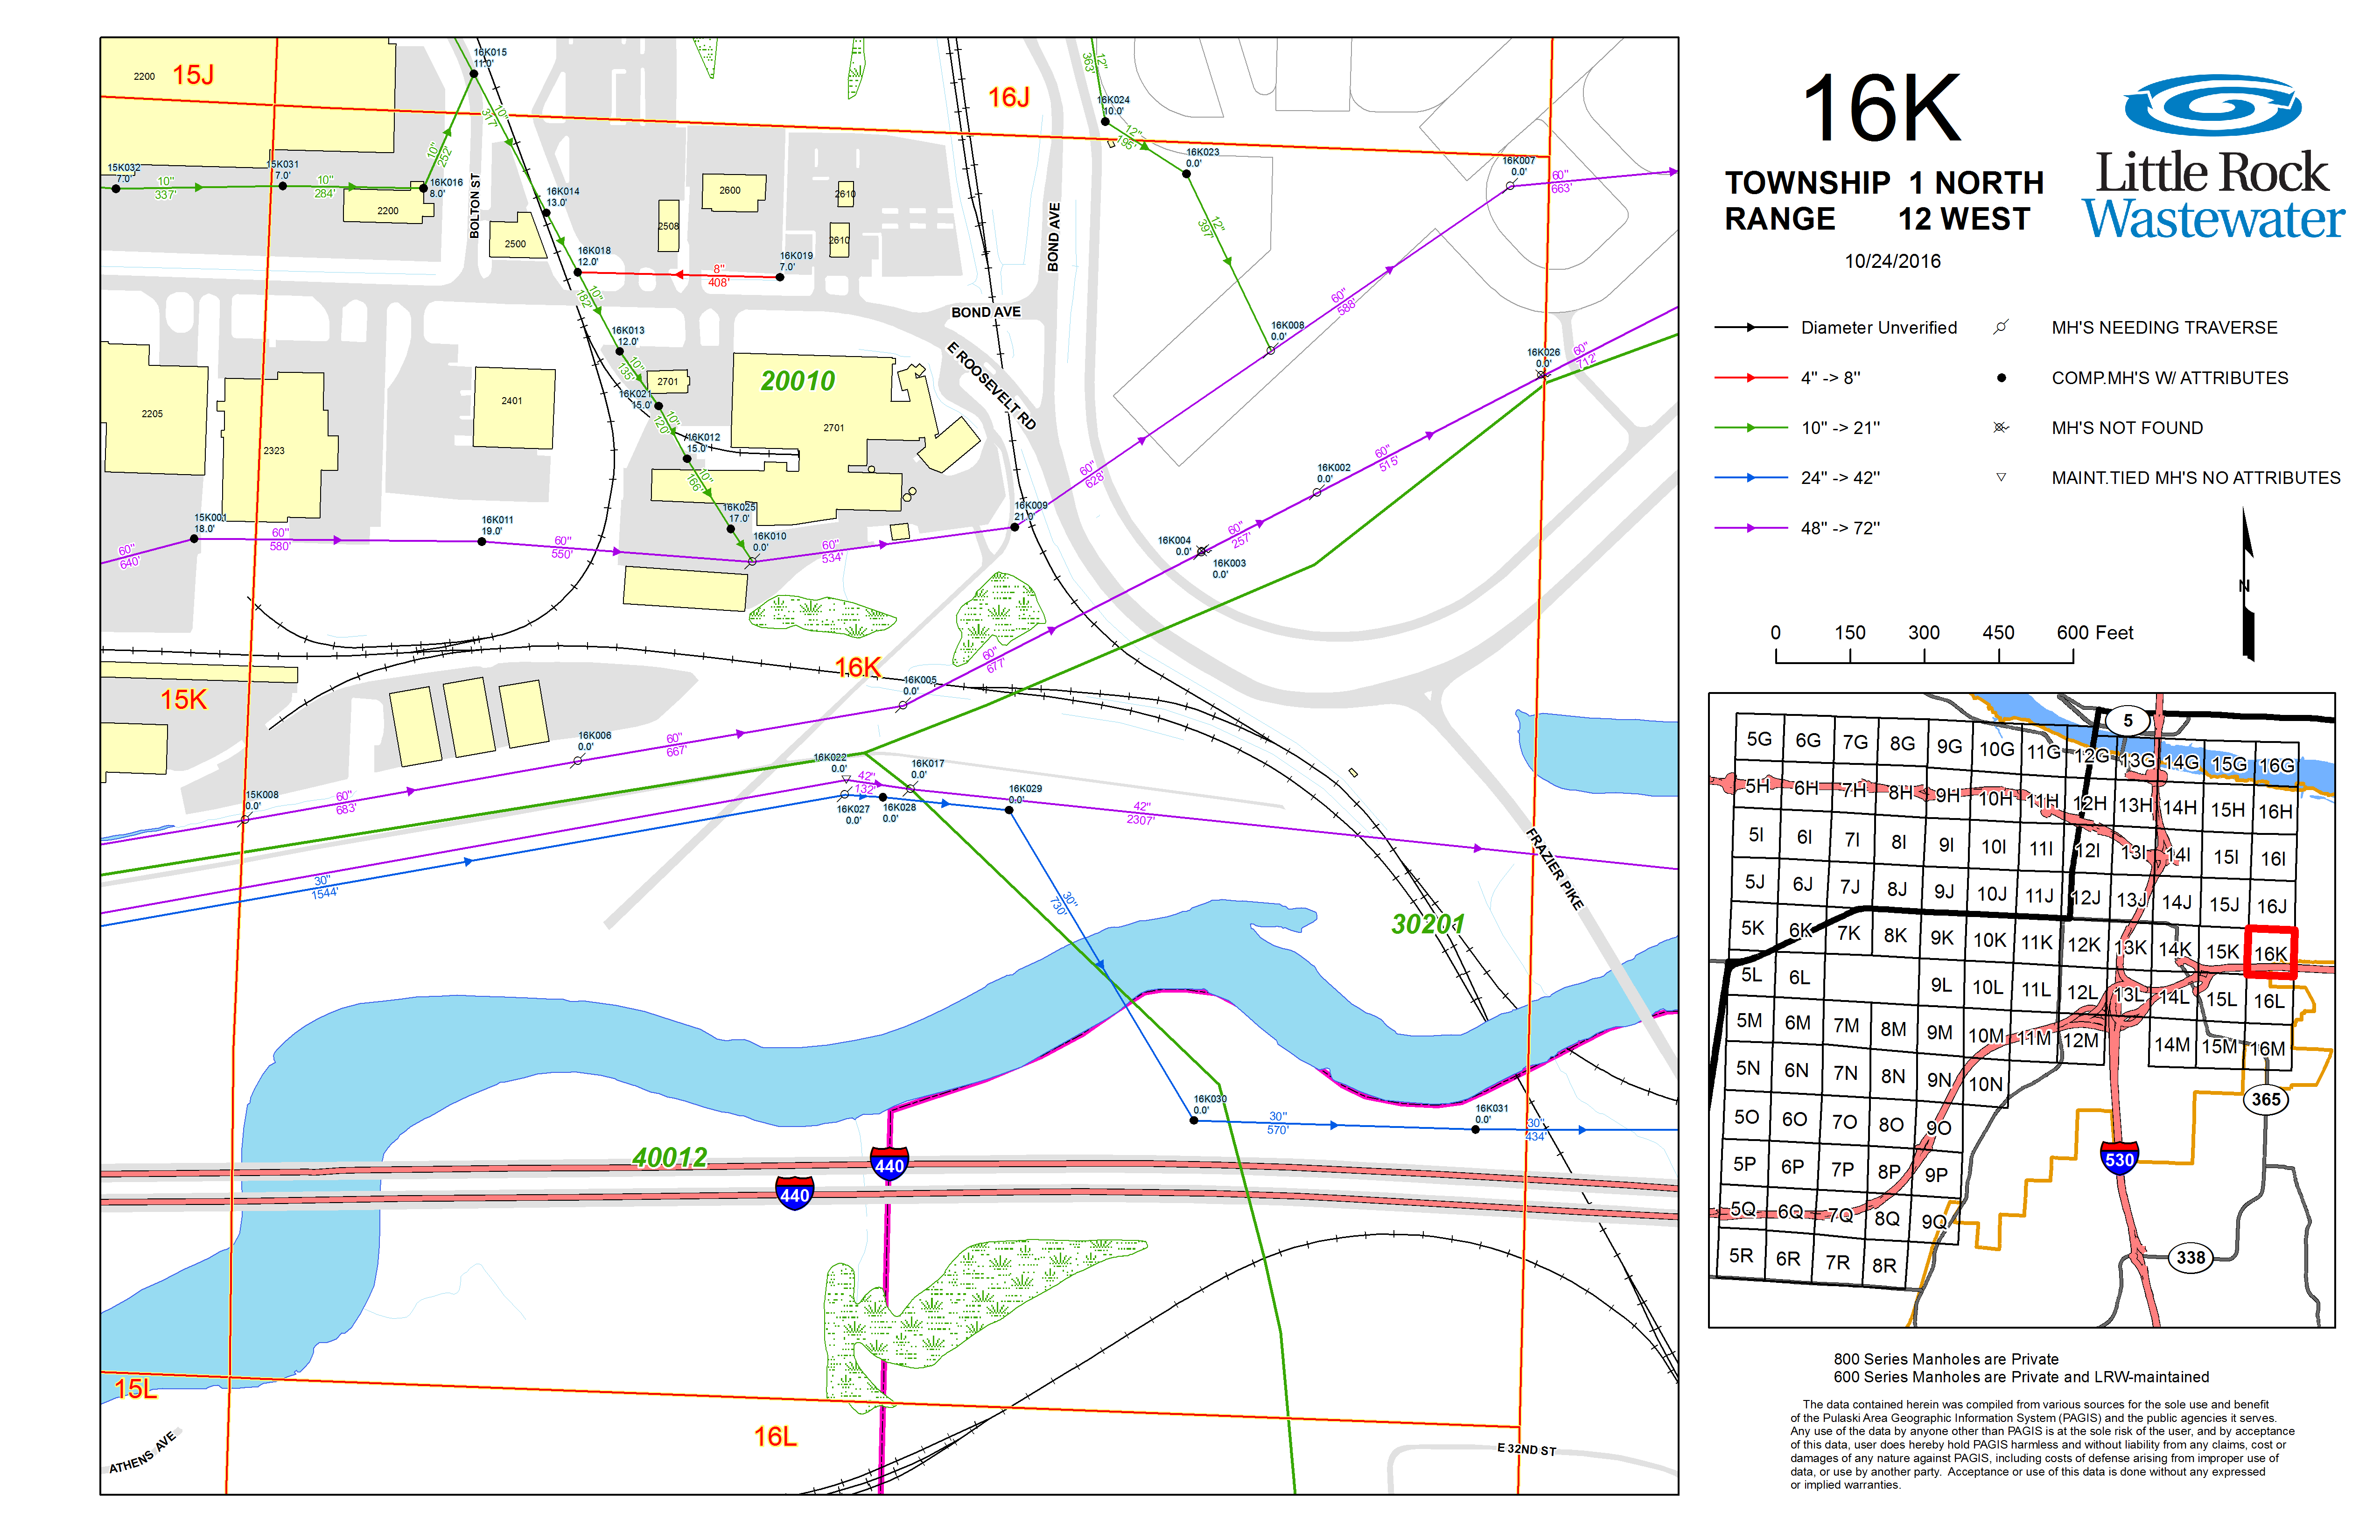 15J
16J
16K
15K
15L
16L
2200
2200
2500
2600
2610
2610
2508
2205
2323
2401
2701
2701
20010
30201
40012
BOLTON ST
BOND AVE
BOND AVE
E ROOSEVELT RD
FRAZIER PIKE
ATHENS AVE
E 32ND ST
440
440
16K015
11.0'
10"
317'
15K032
7.0'
10"
337'
15K031
7.0'
10"
284'
16K016
8.0'
10"
252'
16K014
13.0'
16K018
12.0'
8"
408'
16K019
7.0'
10"
182'
16K013
12.0'
10"
135'
16K021
15.0'
10"
120'
16K012
15.0'
10"
166'
16K025
17.0'
16K010
0.0'
12"
363'
16K024
10.0'
12"
195'
16K023
0.0'
12"
397'
16K008
0.0'
16K007
0.0'
60"
663'
60"
588'
60"
628'
16K009
21.0'
60"
534'
60"
550'
16K011
19.0'
60"
580'
15K001
18.0'
60"
640'
16K026
0.0'
60"
712'
60"
515'
16K002
0.0'
60"
257'
16K004
0.0'
16K003
0.0'
60"
677'
16K005
0.0'
60"
667'
16K006
0.0'
60"
683'
15K008
0.0'
16K022
0.0'
42"
132'
16K017
0.0'
16K027
0.0'
16K028
0.0'
16K029
0.0'
42"
2307'
30"
1544'
30"
730'
16K030
0.0'
30"
570'
16K031
0.0'
30"
434'
16K
TOWNSHIP 1 NORTH
RANGE 12 WEST
10/24/2016
Little Rock
Wastewater
Diameter Unverified
4" -> 8"
10" -> 21"
24" -> 42"
48" -> 72"
MH'S NEEDING TRAVERSE
COMP.MH'S W/ ATTRIBUTES
MH'S NOT FOUND
MAINT.TIED MH'S NO ATTRIBUTES
N
0 150 300 450 600 Feet
5
5G 6G 7G 8G 9G 10G 11G 12G 13G 14G 15G 16G
5H 6H 7H 8H 9H 10H 11H 12H 13H 14H 15H 16H
5I 6I 7I 8I 9I 10I 11I 12I 13I 14I 15I 16I
5J 6J 7J 8J 9J 10J 11J 12J 13J 14J 15J 16J
5K 6K 7K 8K 9K 10K 11K 12K 13K 14K 15K 16K
5L 6L 9L 10L 11L 12L 13L 14L 15L 16L
5M 6M 7M 8M 9M 10M 11M 12M 14M 15M 16M
5N 6N 7N 8N 9N 10N
5O 6O 7O 8O 9O
5P 6P 7P 8P 9P
5Q 6Q 7Q 8Q 9Q
5R 6R 7R 8R
365
530
338
800 Series Manholes are Private
600 Series Manholes are Private and LRW-maintained
The data contained herein was compiled from various sources for the sole use and benefit
of the Pulaski Area Geographic Information System (PAGIS) and the public agencies it serves.
Any use of the data by anyone other than PAGIS is at the sole risk of the user, and by acceptance
of this data, user does hereby hold PAGIS harmless and without liability from any claims, cost or
damages of any nature against PAGIS, including costs of defense arising from improper use of
data, or use by another party. Acceptance or use of this data is done without any expressed
or implied warranties.